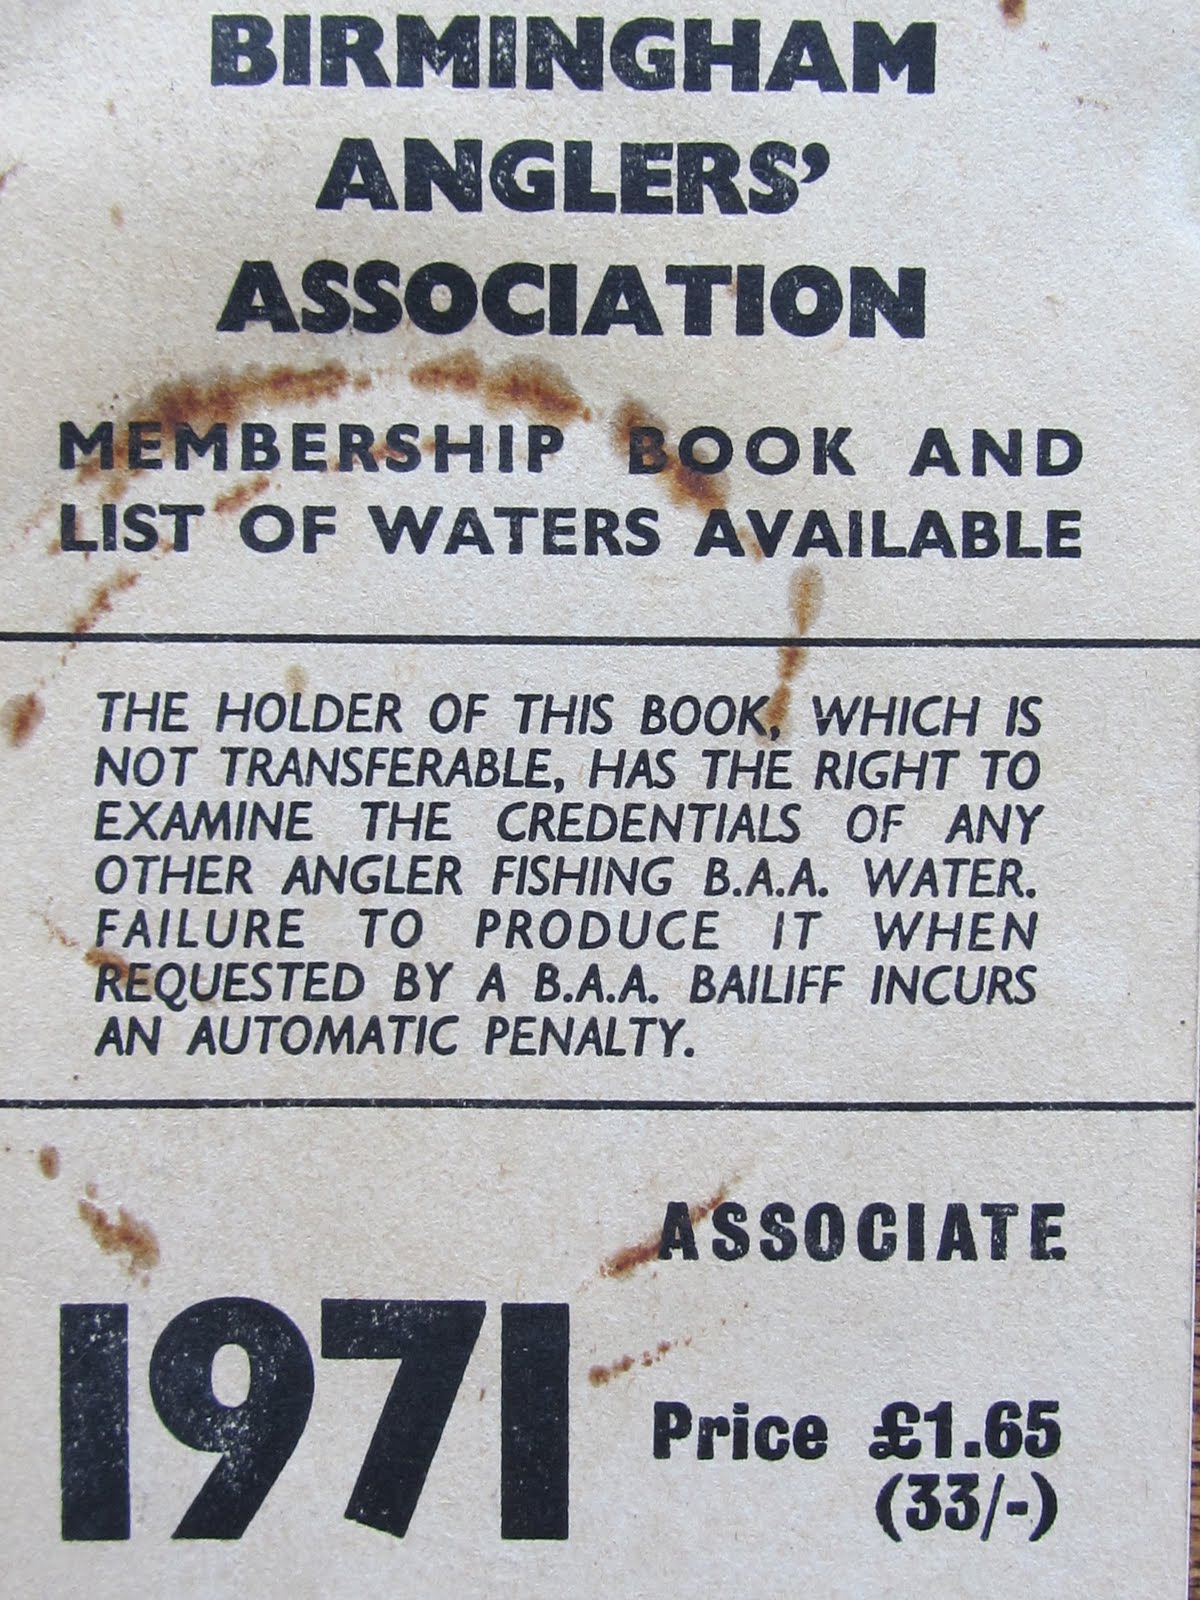 BIRMINGHAM
ANGLERS'
ASSOCIATION
MEMBERSHIP BOOK AND
LIST OF WATERS AVAILABLE
THE HOLDER OF THIS BOOK, WHICH IS
NOT TRANSFERABLE, HAS THE RIGHT TO
EXAMINE THE CREDENTIALS OF ANY
OTHER ANGLER FISHING B.A.A. WATER.
FAILURE TO PRODUCE IT WHEN
REQUESTED BY A B.A.A. BAILIFF INCURS
AN AUTOMATIC PENALTY.
ASSOCIATE
1971
Price £1.65
(33/-)